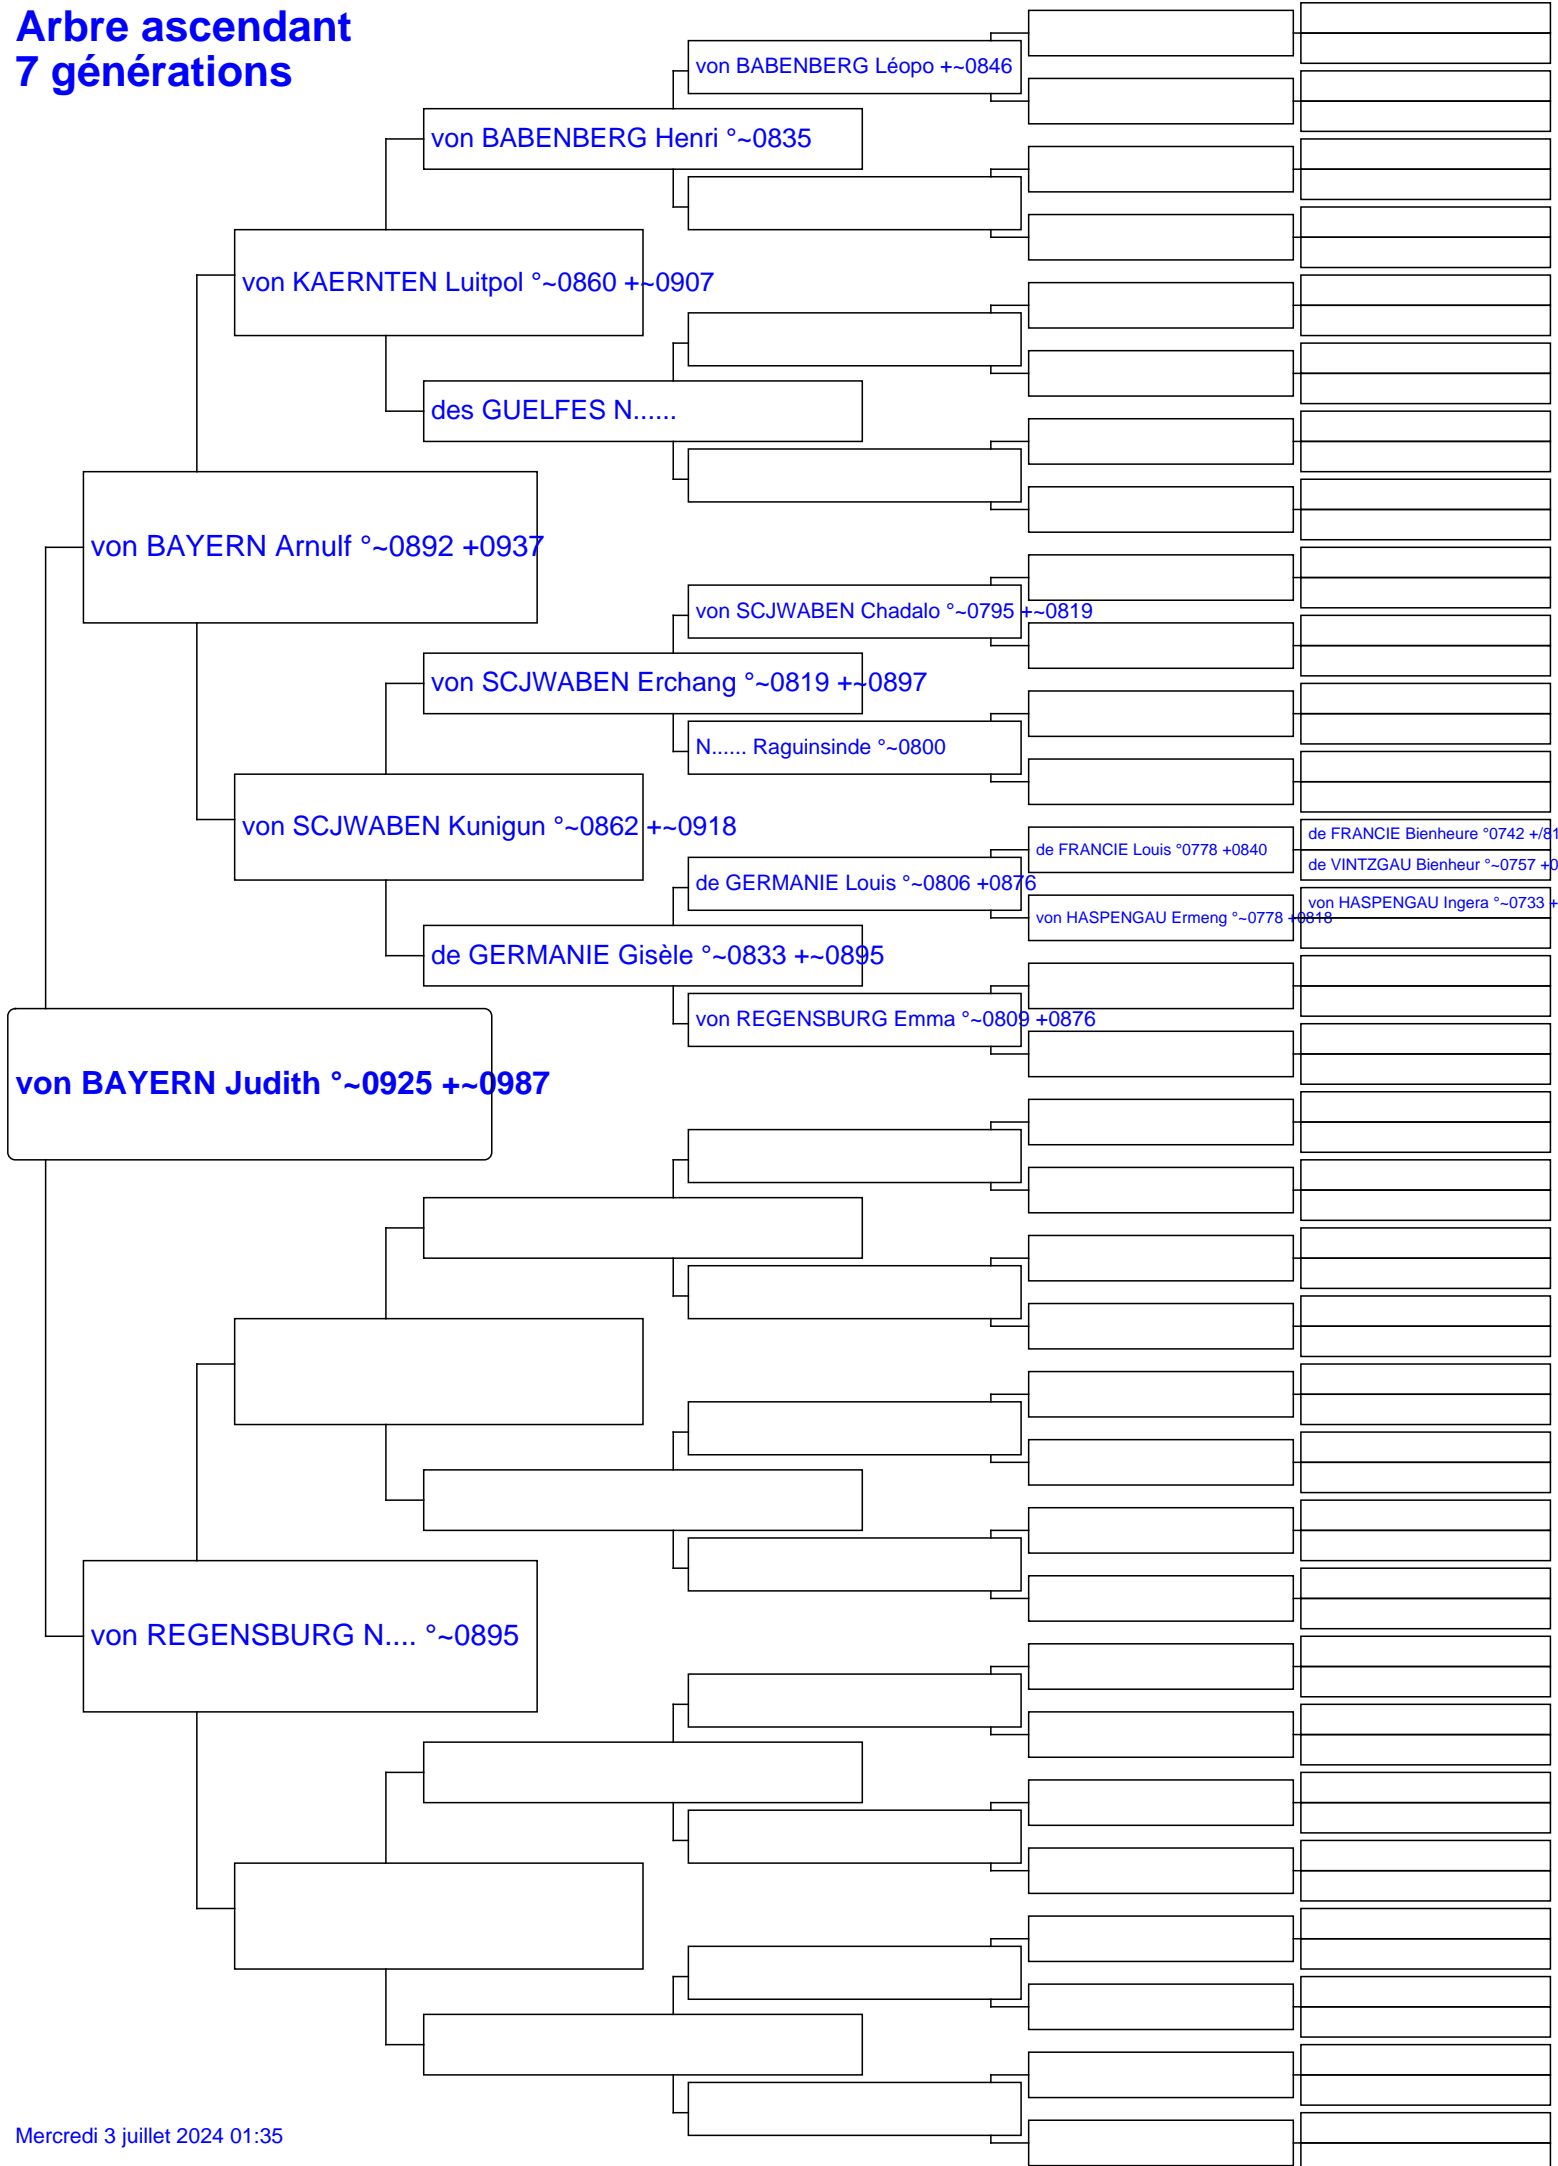 Arbre ascendant
7 générations
von BABENBERG Léopo +~0846
von BABENBERG Henri °~0835
von KAERNTEN Luitpol °~0860 +~0907
des GUELFES N......
von BAYERN Arnulf °~0892 +0937
von SCJWABEN Chadalo °~0795 +~0819
von SCJWABEN Erchang °~0819 +~0897
N...... Raguinsinde °~0800
von SCJWABEN Kunigun °~0862 +~0918
de FRANCIE Bienheure °0742 +/81
de FRANCIE Louis °0778 +0840
de VINTZGAU Bienheur °~0757 +0
de GERMANIE Louis °~0806 +0876
von HASPENGAU Ingera °~0733 +
von HASPENGAU Ermeng °~0778 +0818
de GERMANIE Gisèle °~0833 +~0895
von REGENSBURG Emma °~0809 +0876
von BAYERN Judith °~0925 +~0987
von REGENSBURG N.... °~0895
Mercredi 3 juillet 2024 01:35